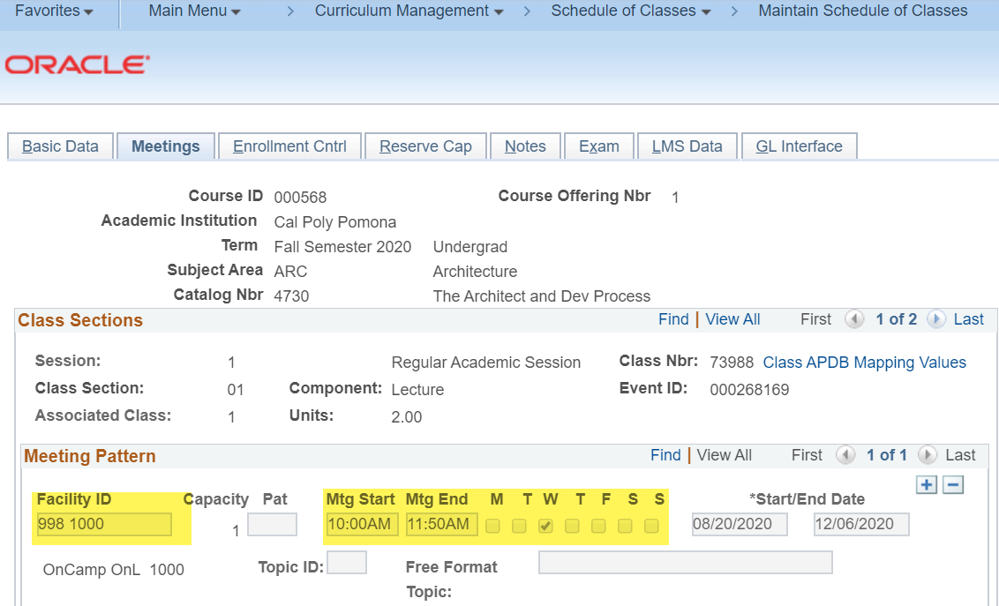 Favorites Main Menu > Curriculum Management > Schedule of Classes > Maintain Schedule of Classes
ORACLE®
Basic Data Meetings Enrollment Cntrl Reserve Cap Notes Exam LMS Data GL Interface
Course ID 000568 Course Offering Nbr 1
Academic Institution Cal Poly Pomona
Term Fall Semester 2020 Undergrad
Subject Area ARC Architecture
Catalog Nbr 4730 The Architect and Dev Process
Class Sections Find | View All First 1 of 2 Last
Session: 1 Regular Academic Session Class Nbr: 73988 Class APDB Mapping Values
Class Section: 01 Component: Lecture Event ID: 000268169
Associated Class: 1 Units: 2.00
Meeting Pattern Find | View All First 1 of 1 Last
Facility ID Capacity Pat Mtg Start Mtg End M T W T F S S *Start/End Date
998 1000 1 10:00AM 11:50AM 08/20/2020 12/06/2020
OnCamp OnL 1000 Topic ID: Free Format
Topic: